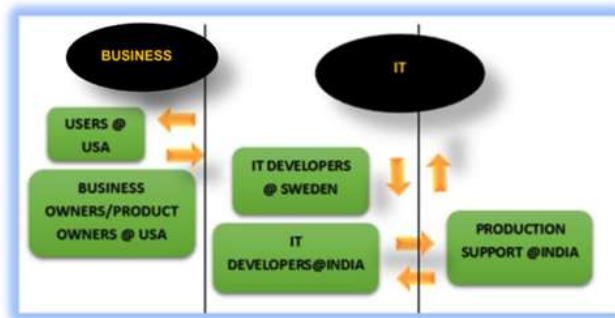 BUSINESS
IT
USERS @
USA
BUSINESS
OWNERS/PRODUCT
OWNERS @ USA
IT DEVELOPERS
@ SWEDEN
IT
DEVELOPERS@INDIA
PRODUCTION
SUPPORT @INDIA